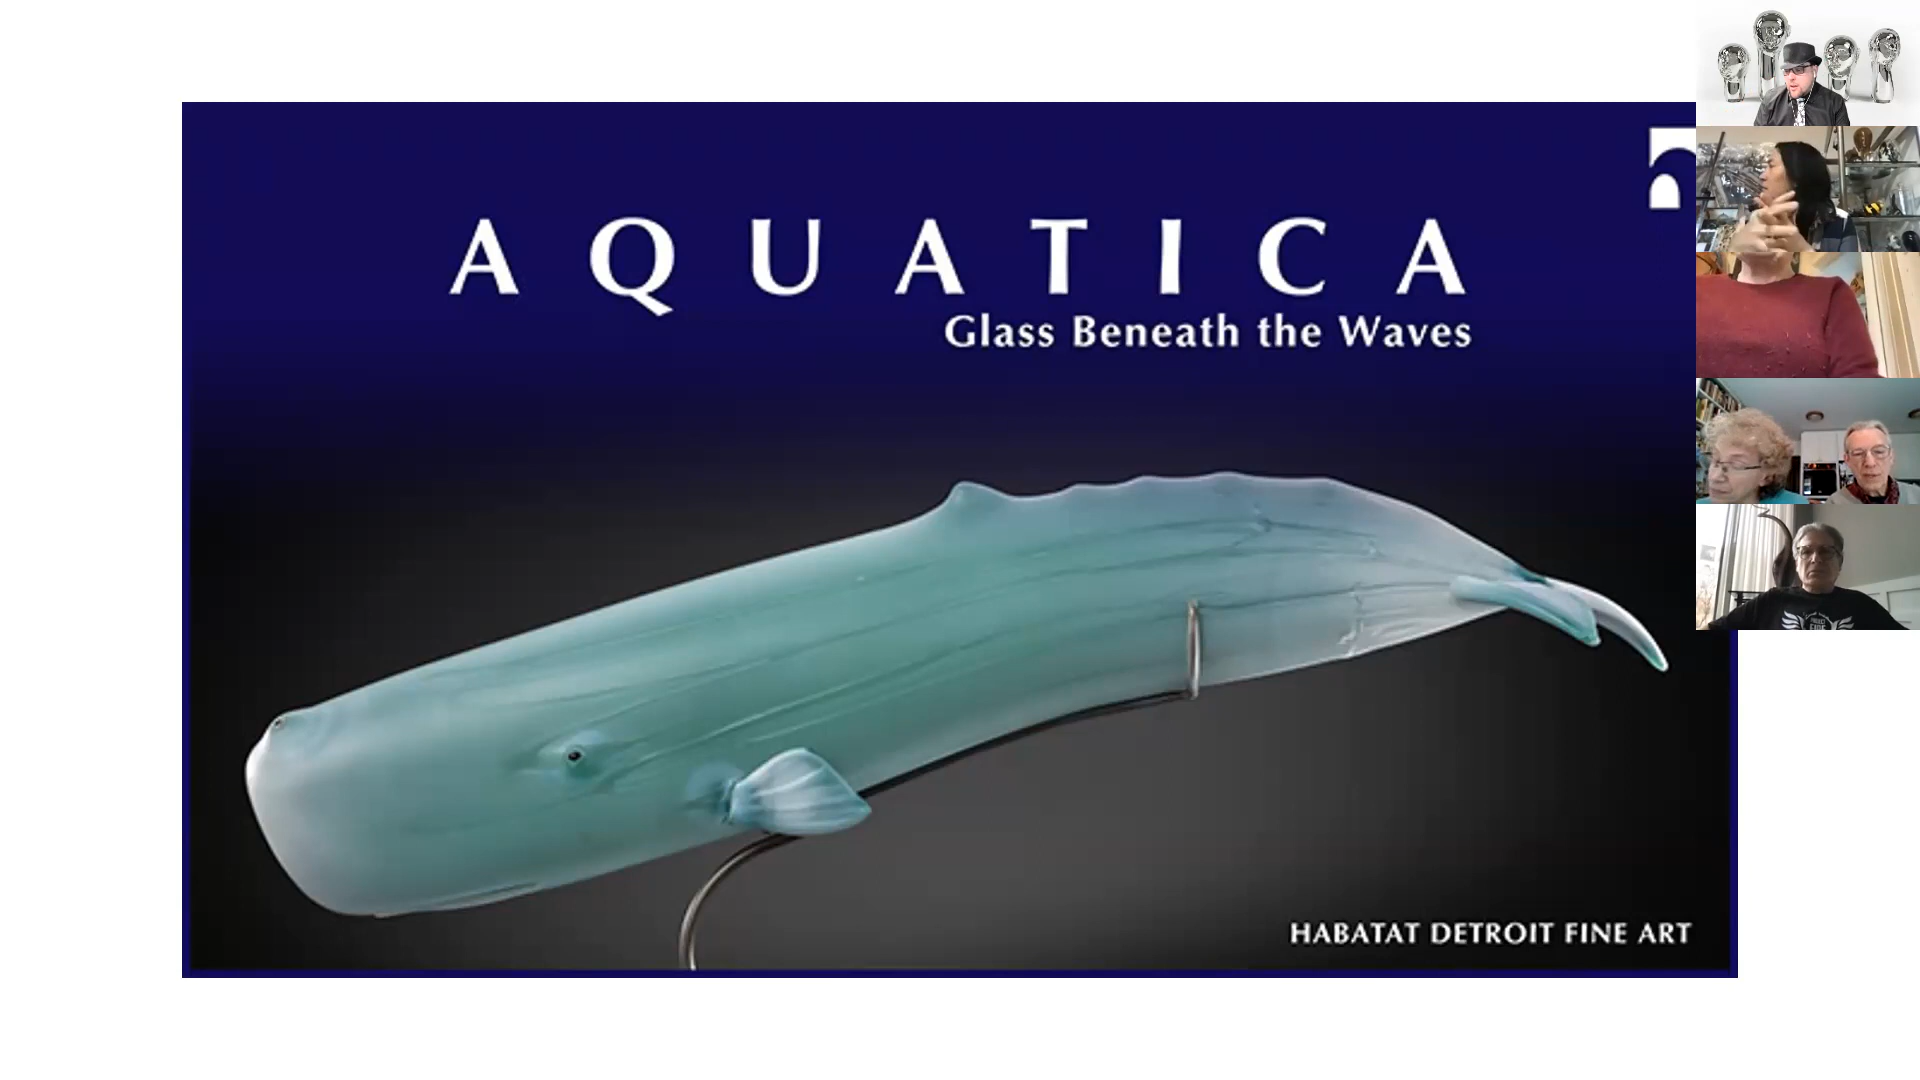 AQUATICA
Glass Beneath the Waves
HABATAT DETROIT FINE ART